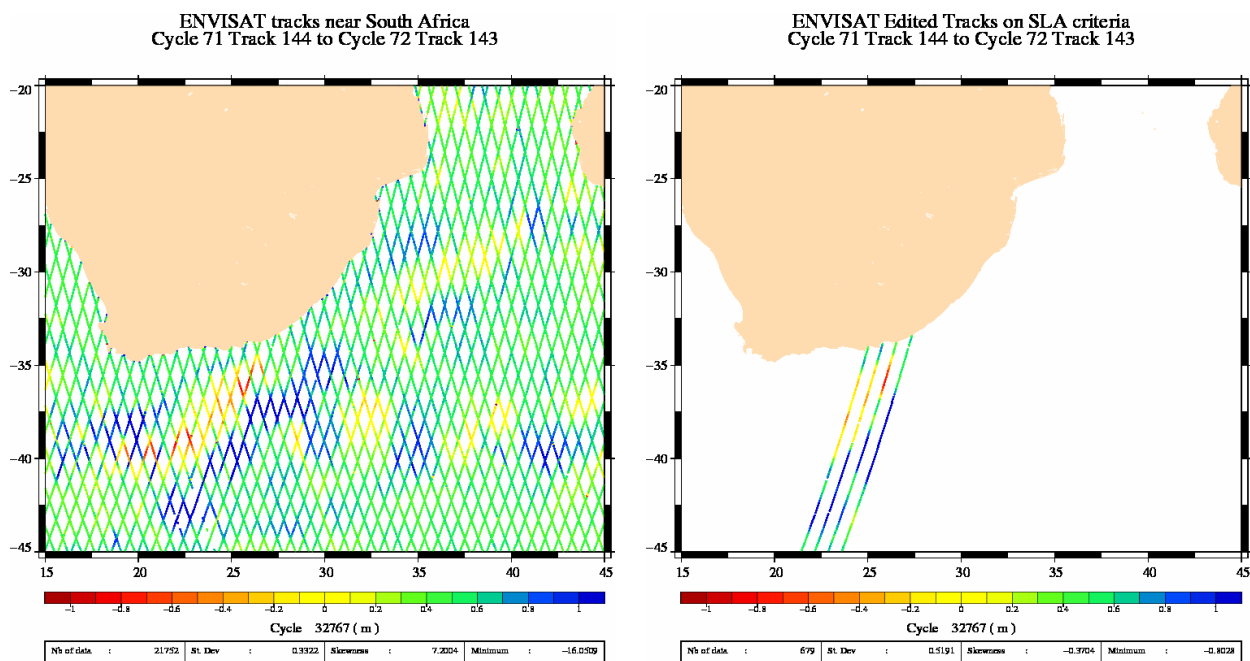 ENVISAT tracks near South Africa
Cycle 71 Track 144 to Cycle 72 Track 143
-20
-25
-30
-35
-40
-45
15 20 25 30 35 40 45
-1 -0.8 -0.6 -0.4 -0.2 0 0.2 0.4 0.6 0.8 1
Cycle 32767 ( m )
Nb of data : 21752 St. Dev : 0.3322 Skewness : 7.2004 Minimum : -16.0509
ENVISAT Edited Tracks on SLA criteria
Cycle 71 Track 144 to Cycle 72 Track 143
-20
-25
-30
-35
-40
-45
15 20 25 30 35 40 45
-1 -0.8 -0.6 -0.4 -0.2 0 0.2 0.4 0.6 0.8 1
Cycle 32767 ( m )
Nb of data : 679 St. Dev : 0.5191 Skewness : -0.3704 Minimum : -0.8028